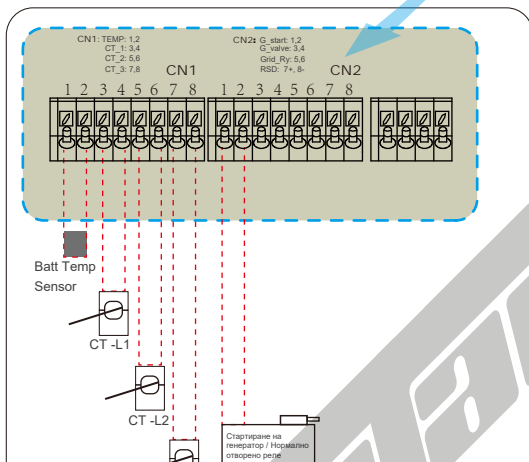 CN1: TEMP: 1,2
CT_1: 3,4
CT_2: 5,6
CT_3: 7,8
CN1
CN2: G_start: 1,2
G_valve: 3,4
Grid_Ry: 5,6
RSD: 7+, 8-
CN2
1 2 3 4 5 6 7 8
1 2 3 4 5 6 7 8
Batt Temp
Sensor
CT -L1
CT -L2
Стартиране на
генератор / Нормално
отворено реле